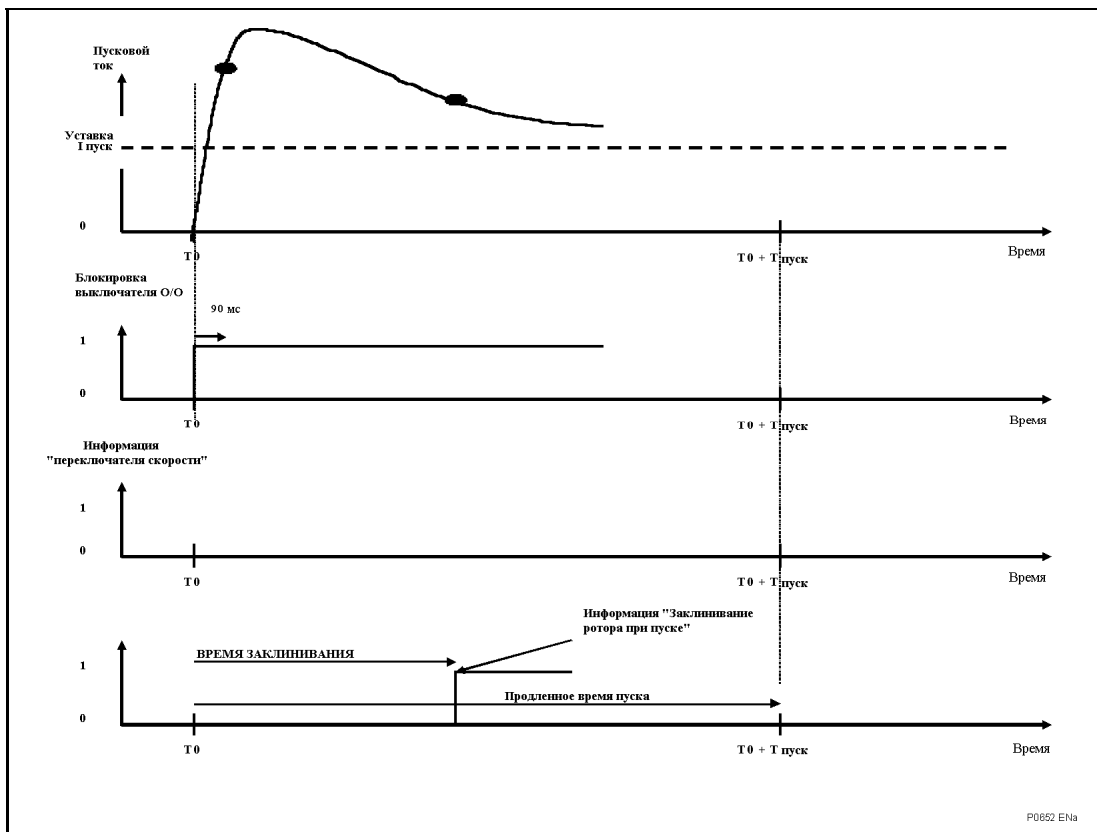 Пусковой
ток
Уставка
I пуск
0
T0
T0 + T пуск
Время
Блокировка
выключателя О/О
90 мс
1
0
T0
T0 + T пуск
Время
Информация
"переключателя скорости"
1
0
T0
T0 + T пуск
Время
Информация "Заклинивание
ротора при пуске"
ВРЕМЯ ЗАКЛИНИВАНИЯ
1
Продленное время пуска
0
T0
T0 + T пуск
Время
P0652 ENa